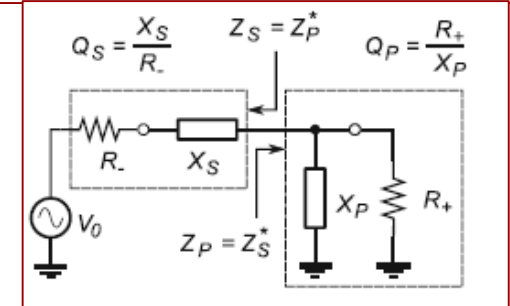 Q_S = X_S / R_-    Z_S = Z_P^*    Q_P = R_+ / X_P
R_-    X_S
X_P    R_+
V_0
Z_P = Z_S^*